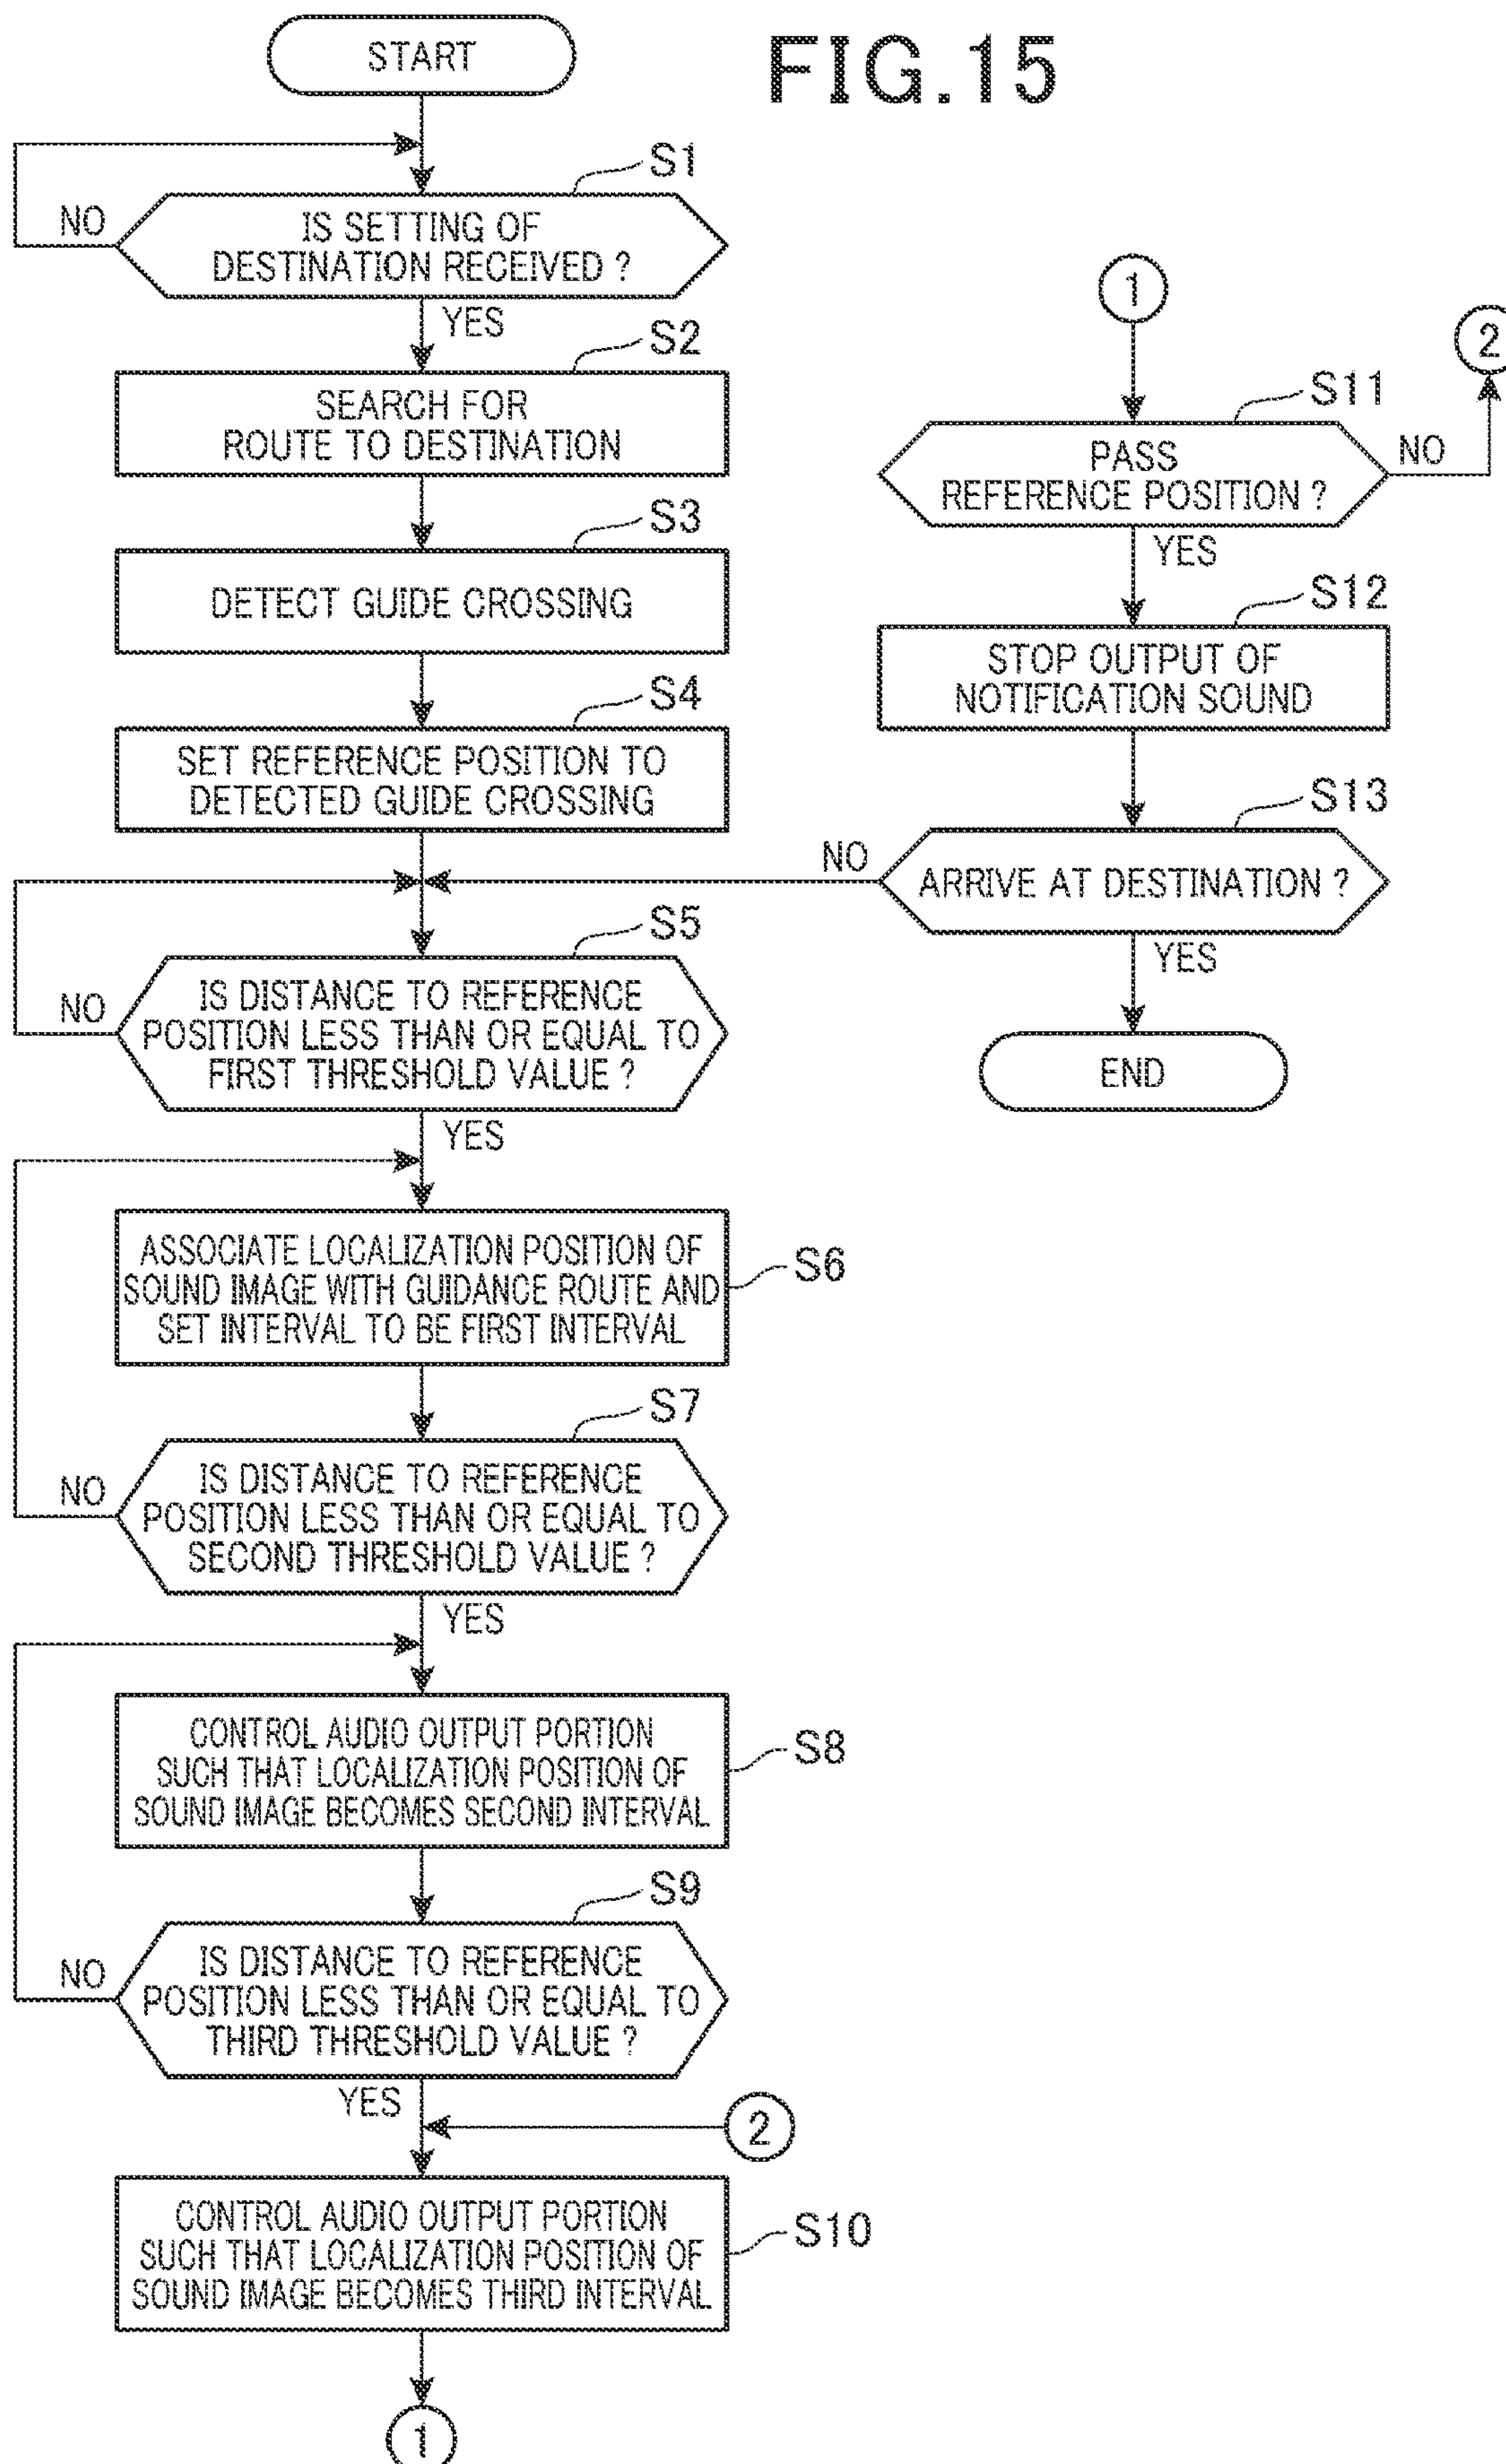 FIG.15
START
S1
NO
IS SETTING OF
DESTINATION RECEIVED ?
YES
S2
SEARCH FOR
ROUTE TO DESTINATION
S3
DETECT GUIDE CROSSING
S4
SET REFERENCE POSITION TO
DETECTED GUIDE CROSSING
S5
NO
IS DISTANCE TO REFERENCE
POSITION LESS THAN OR EQUAL TO
FIRST THRESHOLD VALUE ?
YES
ASSOCIATE LOCALIZATION POSITION OF
SOUND IMAGE WITH GUIDANCE ROUTE AND
SET INTERVAL TO BE FIRST INTERVAL
S6
S7
NO
IS DISTANCE TO REFERENCE
POSITION LESS THAN OR EQUAL TO
SECOND THRESHOLD VALUE ?
YES
CONTROL AUDIO OUTPUT PORTION
SUCH THAT LOCALIZATION POSITION OF
SOUND IMAGE BECOMES SECOND INTERVAL
S8
S9
NO
IS DISTANCE TO REFERENCE
POSITION LESS THAN OR EQUAL TO
THIRD THRESHOLD VALUE ?
YES
2
CONTROL AUDIO OUTPUT PORTION
SUCH THAT LOCALIZATION POSITION OF
SOUND IMAGE BECOMES THIRD INTERVAL
S10
1
1
2
S11
PASS
REFERENCE POSITION ?
NO
YES
S12
STOP OUTPUT OF
NOTIFICATION SOUND
S13
NO
ARRIVE AT DESTINATION ?
YES
END